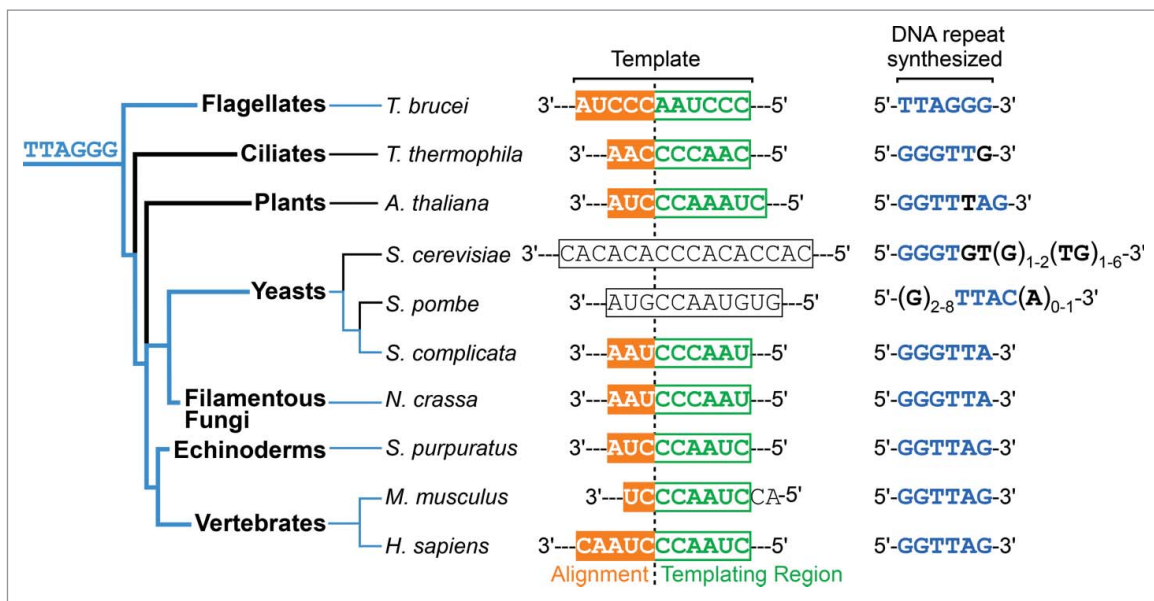 DNA repeat
synthesized
Template
Flagellates T. brucei 3'---AUCCCAAUCCC---5' 5'-TTAGGG-3'
TTAGGG
Ciliates T. thermophila 3'---AACCCCAAC---5' 5'-GGGTTG-3'
Plants A. thaliana 3'---AUCCCAAAUC---5' 5'-GGTTTAG-3'
S. cerevisiae 3'---CACACACCCACACCAC---5' 5'-GGGTGT(G)1-2(TG)1-6-3'
Yeasts
S. pombe 3'---AUGCCAAUGUG---5' 5'-(G)2-8TTAC(A)0-1-3'
S. complicata 3'---AAUCCCAAU---5' 5'-GGGTTA-3'
Filamentous
Fungi
N. crassa 3'---AAUCCCAAU---5' 5'-GGGTTA-3'
Echinoderms S. purpuratus 3'---AUCCCAAUC---5' 5'-GGTTAG-3'
M. musculus 3'---UCCCAAUCCA-5' 5'-GGTTAG-3'
Vertebrates
H. sapiens 3'---CAAUCCCAAUC---5' 5'-GGTTAG-3'
Alignment Templating Region